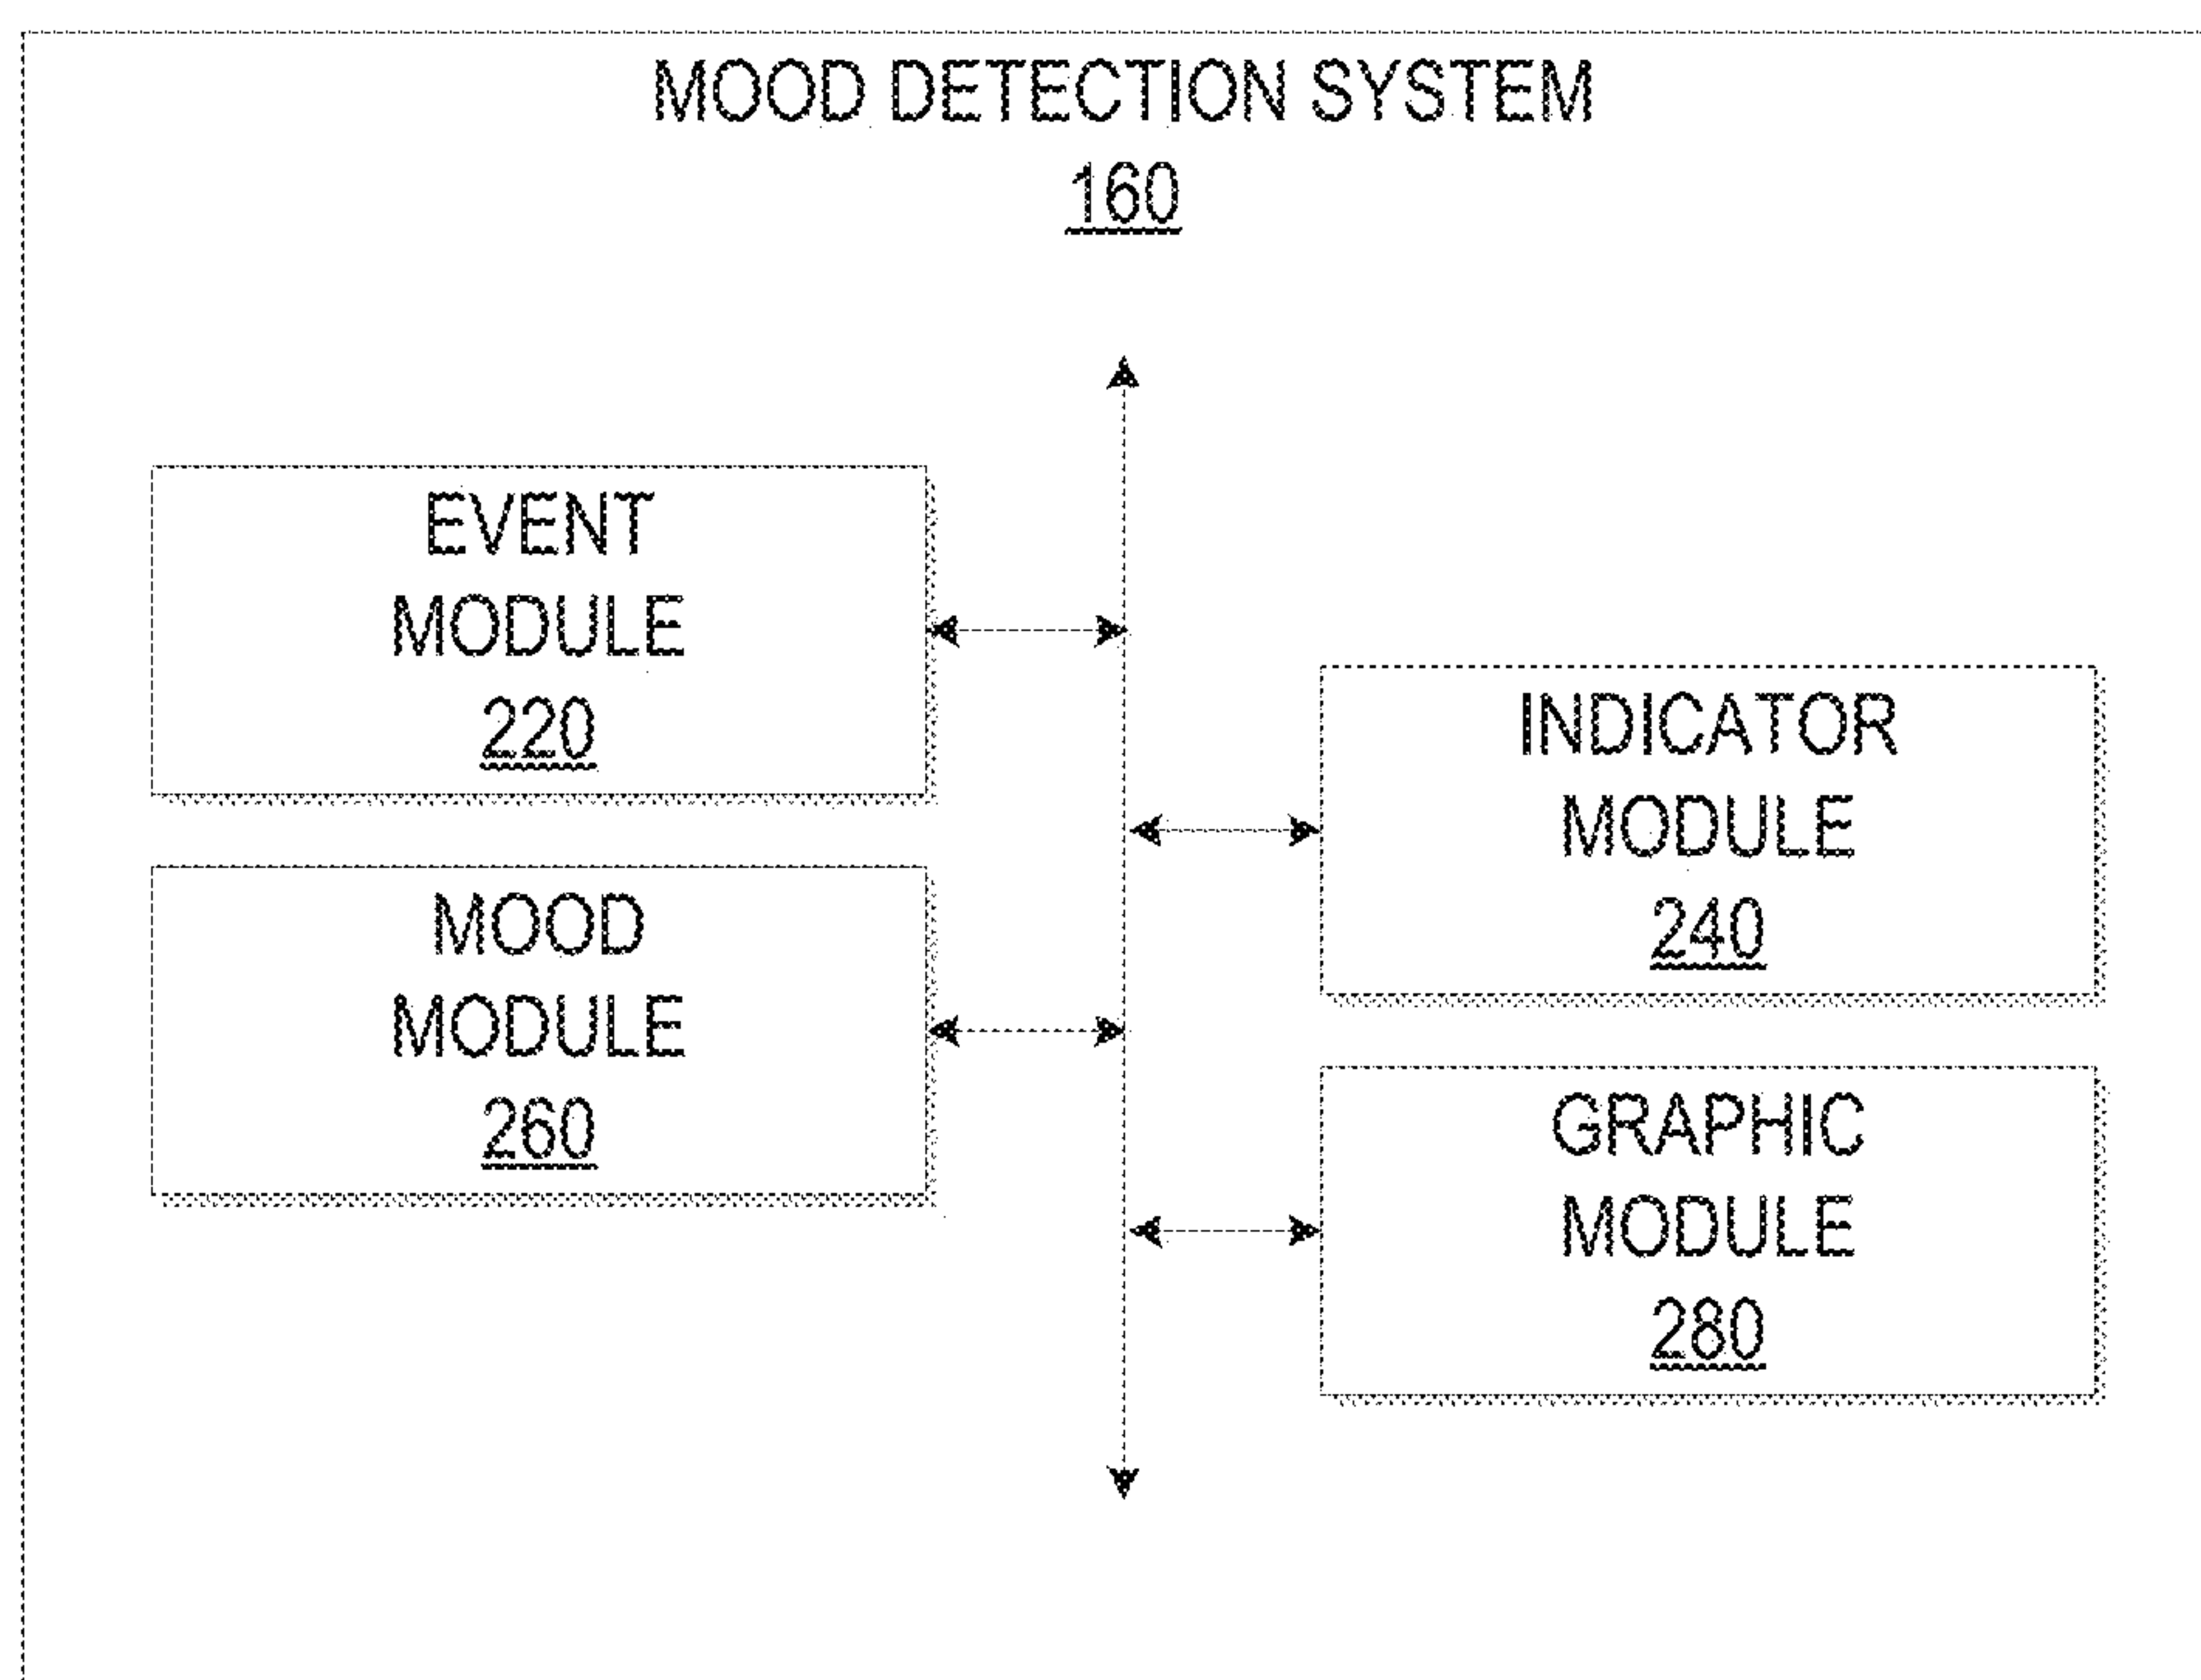 MOOD DETECTION SYSTEM
160
EVENT
MODULE
220
INDICATOR
MODULE
240
MOOD
MODULE
260
GRAPHIC
MODULE
280